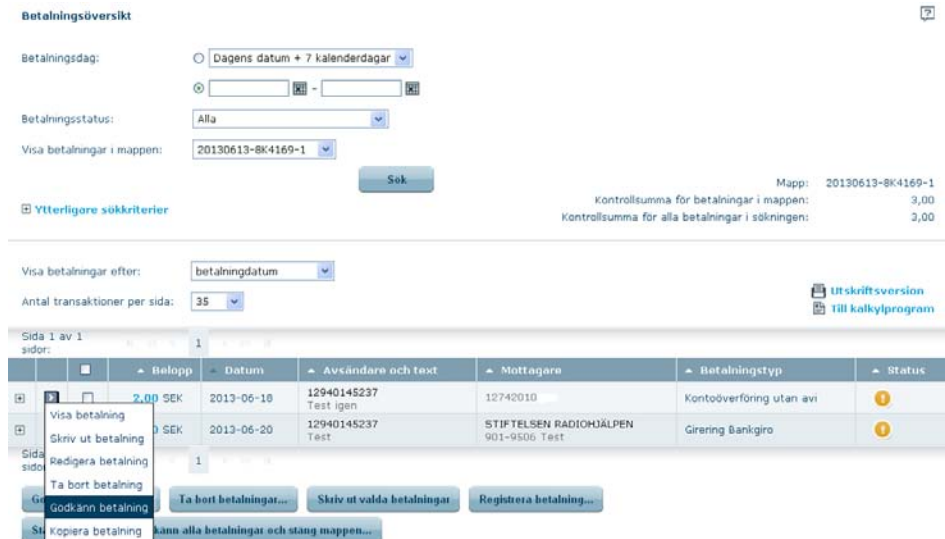 Betalningsöversikt
?
Betalningsdag:
Dagens datum + 7 kalenderdagar
-
Betalningsstatus: Alla
Visa betalningar i mappen: 20130613-8K4169-1
Sök
Mapp: 20130613-8K4169-1
Kontrollsumma för betalningar i mappen: 3,00
Ytterligare sökkriterier
Kontrollsumma för alla betalningar i sökningen: 3,00
Visa betalningar efter: betalningdatum
Antal transaktioner per sida: 35
Utskriftsversion
Till kalkylprogram
Sida 1 av 1
sidor: 1
Belopp Datum Avsändare och text Mottagare Betalningstyp Status
2,00 SEK 2013-06-18 12940145237 12742010 Kontoöverföring utan avi
Test igen
SEK 2013-06-20 12940145237 STIFTELSEN RADIOHJÄLPEN Girering Bankgiro
Test 901-9506 Test
Visa betalning
Skriv ut betalning
Redigera betalning
Ta bort betalning
Godkänn betalning
Kopiera betalning
1
Ta bort betalningar... Skriv ut valda betalningar Registrera betalning...
känn alla betalningar och stäng mappen...